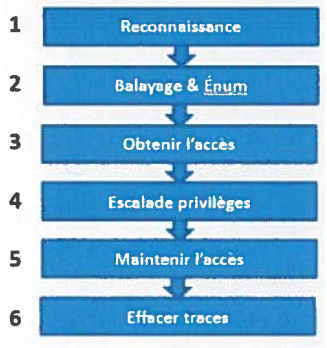 1 Reconnaissance
2 Balayage & Énum
3 Obtenir l'accès
4 Escalade privilèges
5 Maintenir l'accès
6 Effacer traces